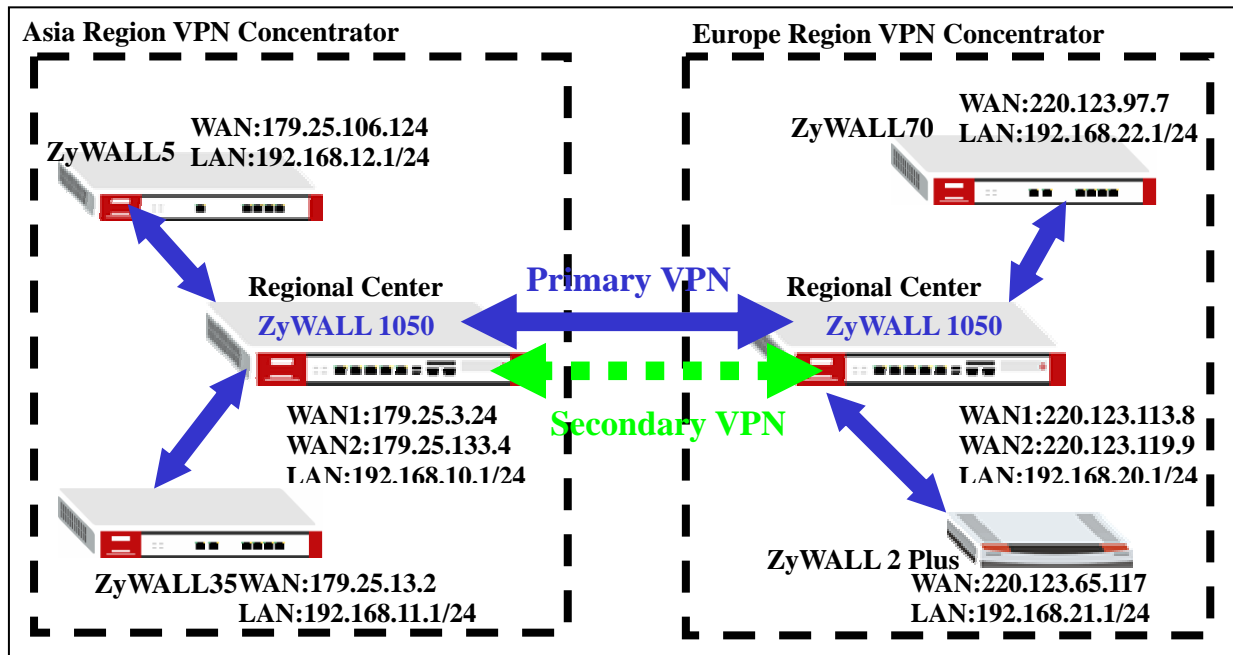 Asia Region VPN Concentrator
WAN:179.25.106.124
ZyWALL5
LAN:192.168.12.1/24
Regional Center
ZyWALL 1050
WAN1:179.25.3.24
WAN2:179.25.133.4
LAN:192.168.10.1/24
ZyWALL35
WAN:179.25.13.2
LAN:192.168.11.1/24
Primary VPN
Secondary VPN
Europe Region VPN Concentrator
WAN:220.123.97.7
ZyWALL70
LAN:192.168.22.1/24
Regional Center
ZyWALL 1050
WAN1:220.123.113.8
WAN2:220.123.119.9
LAN:192.168.20.1/24
ZyWALL 2 Plus
WAN:220.123.65.117
LAN:192.168.21.1/24